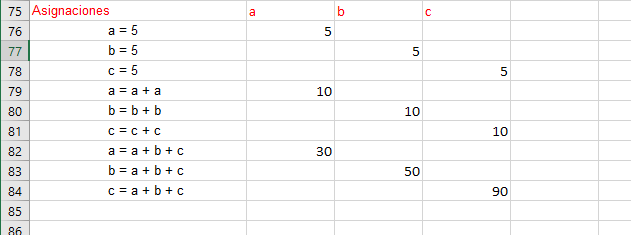 75 Asignaciones a b c
76 a = 5 5
77 b = 5 5
78 c = 5 5
79 a = a + a 10
80 b = b + b 10
81 c = c + c 10
82 a = a + b + c 30
83 b = a + b + c 50
84 c = a + b + c 90
85
86